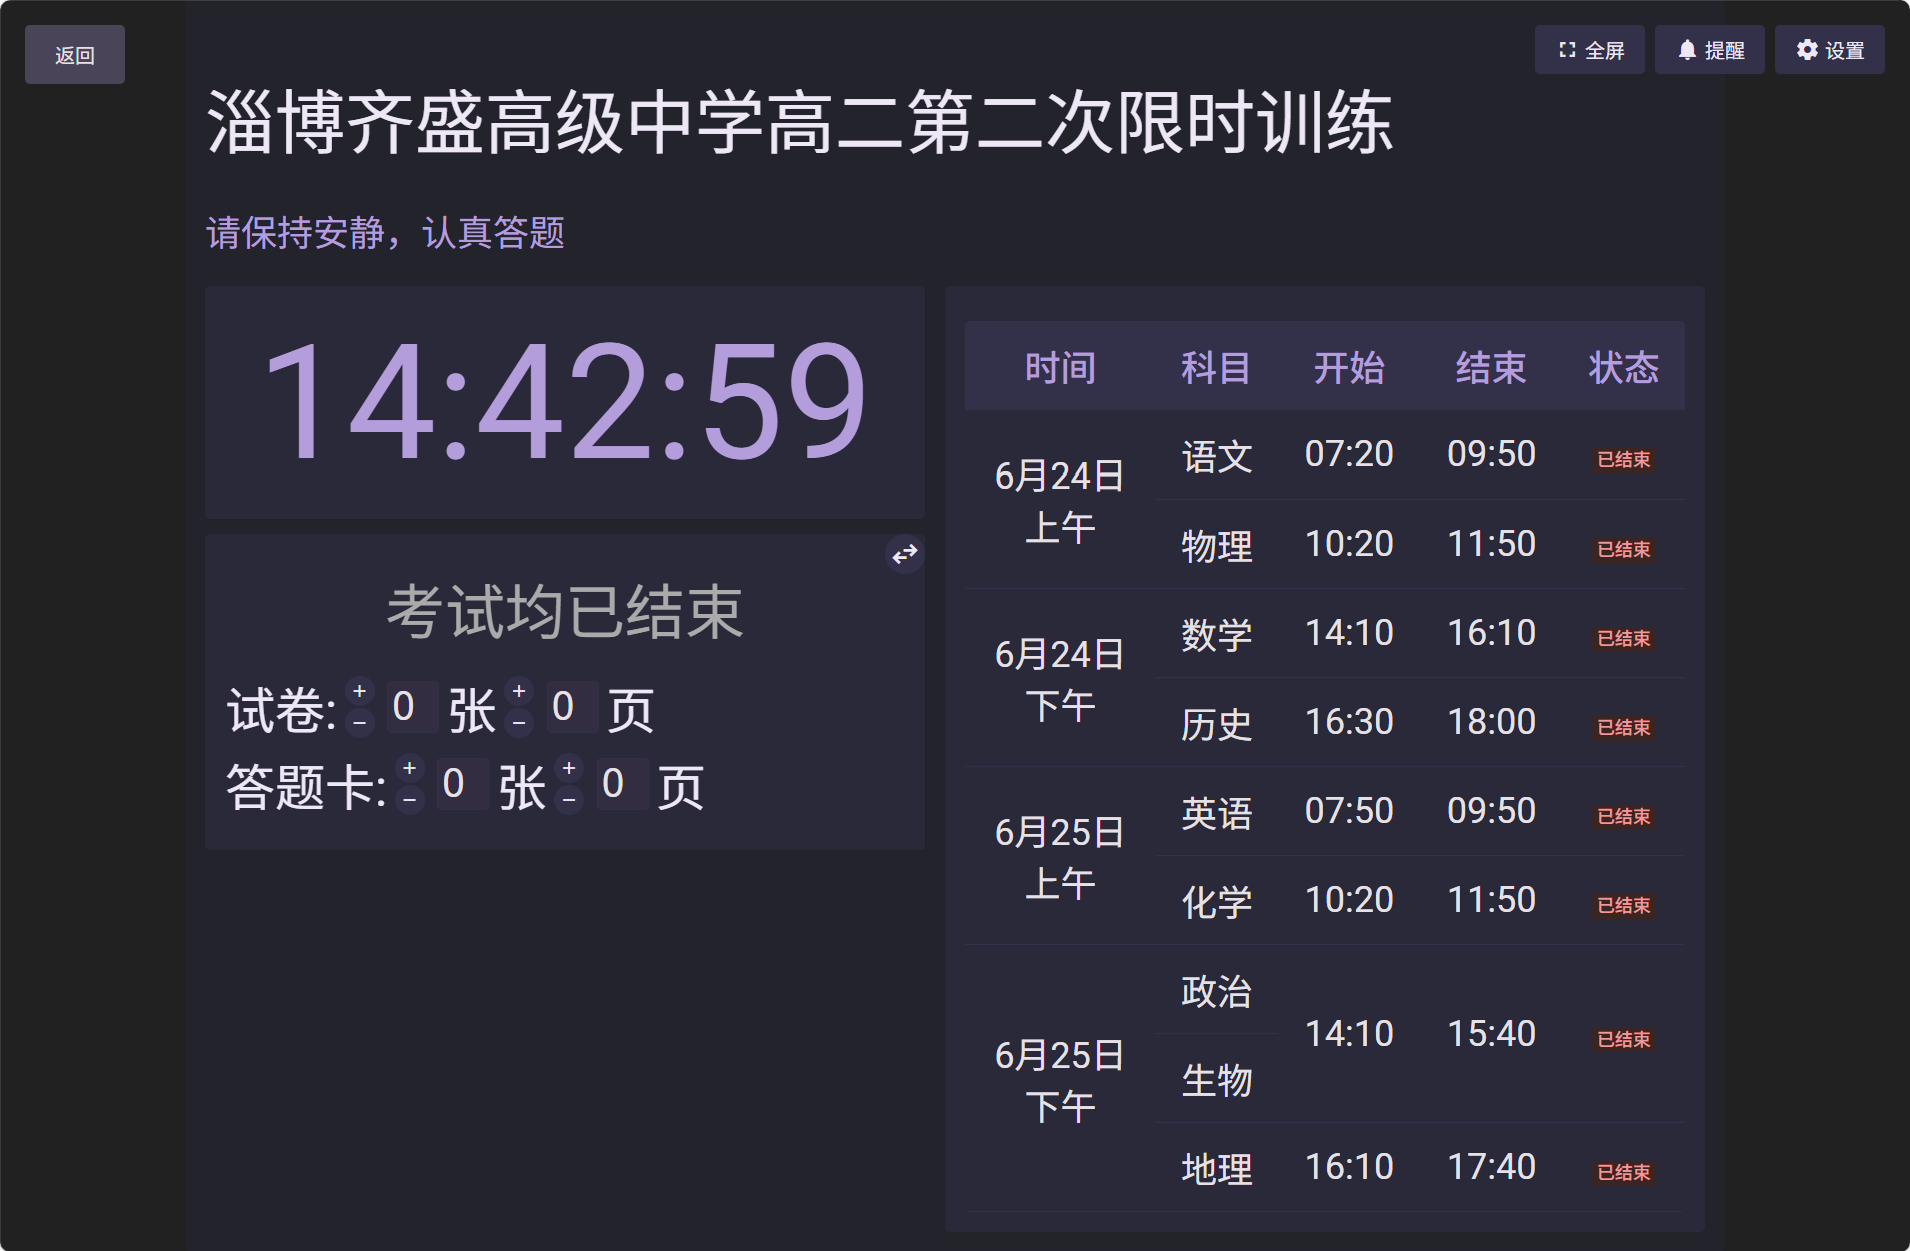 返回
全屏 提醒 设置
淄博齐盛高级中学高二第二次限时训练
请保持安静，认真答题
14:42:59
考试均已结束
试卷: + − 0 张 + − 0 页
答题卡: + − 0 张 + − 0 页
时间 科目 开始 结束 状态
6月24日
上午
语文 07:20 09:50 已结束
物理 10:20 11:50 已结束
6月24日
下午
数学 14:10 16:10 已结束
历史 16:30 18:00 已结束
6月25日
上午
英语 07:50 09:50 已结束
化学 10:20 11:50 已结束
6月25日
下午
政治
生物
14:10 15:40 已结束
地理 16:10 17:40 已结束